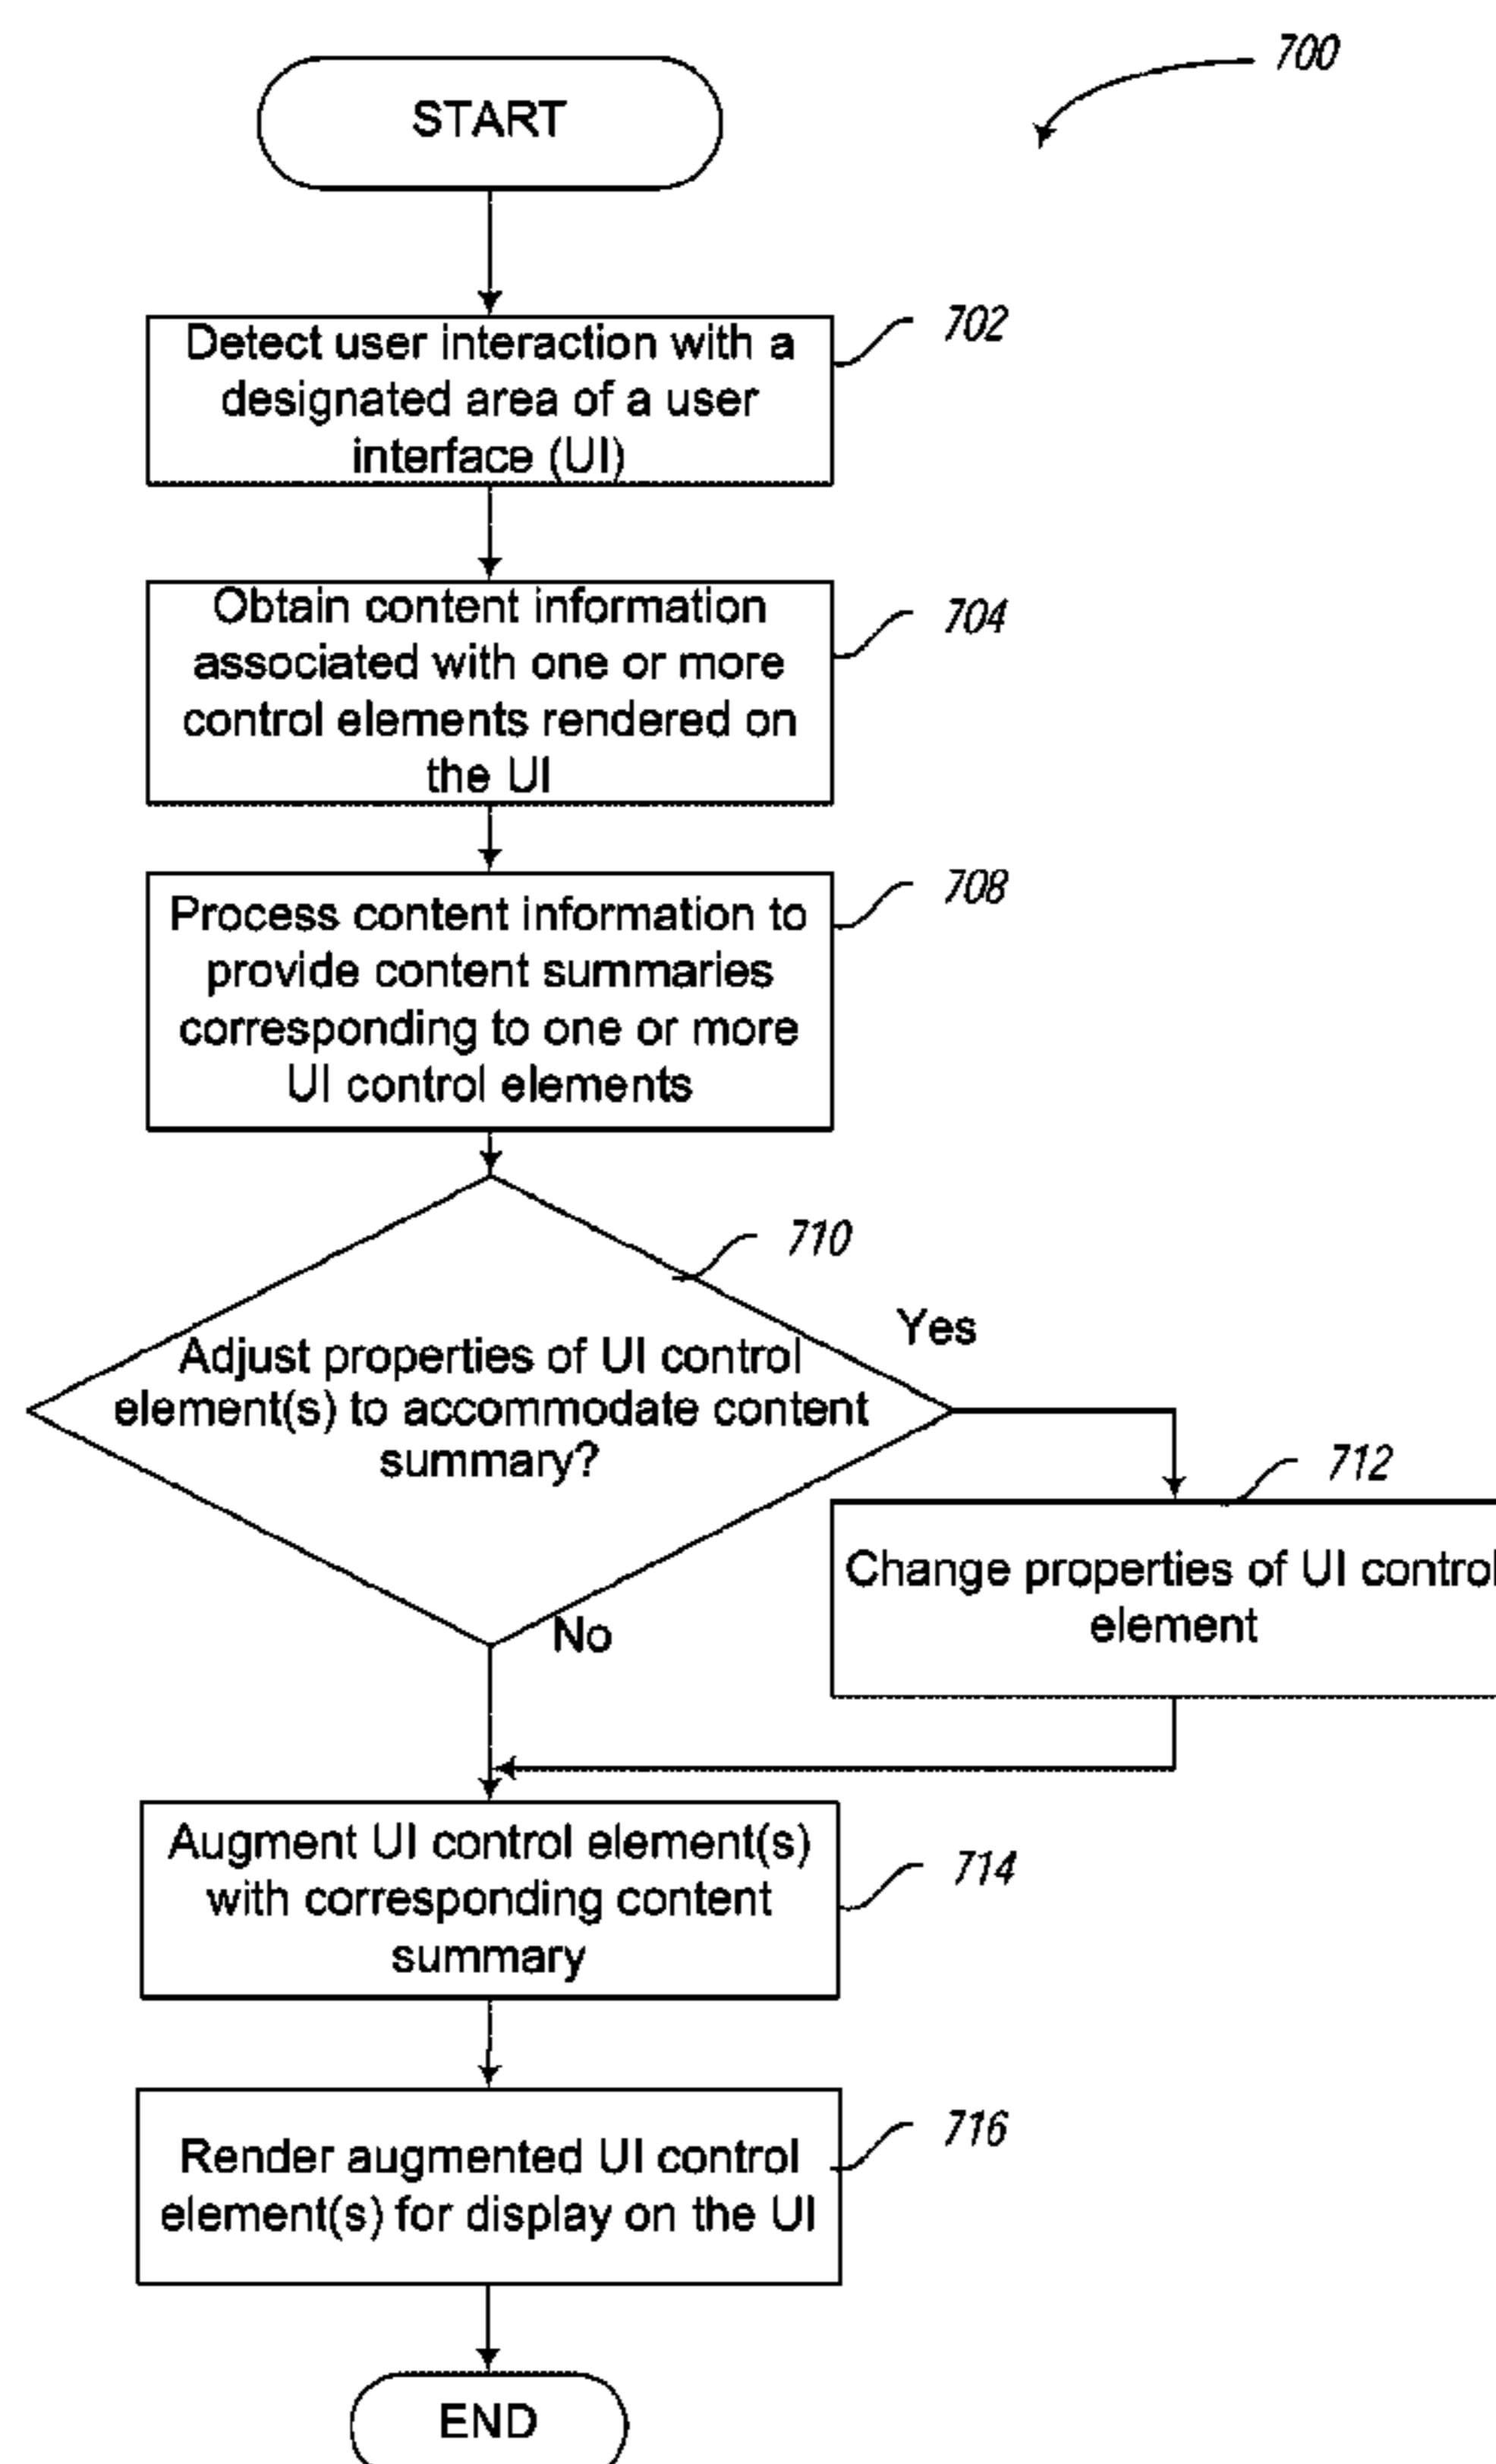 700
START
702
Detect user interaction with a
designated area of a user
interface (UI)
704
Obtain content information
associated with one or more
control elements rendered on
the UI
708
Process content information to
provide content summaries
corresponding to one or more
UI control elements
710
Adjust properties of UI control
element(s) to accommodate content
summary?
Yes
No
712
Change properties of UI control
element
714
Augment UI control element(s)
with corresponding content
summary
716
Render augmented UI control
element(s) for display on the UI
END